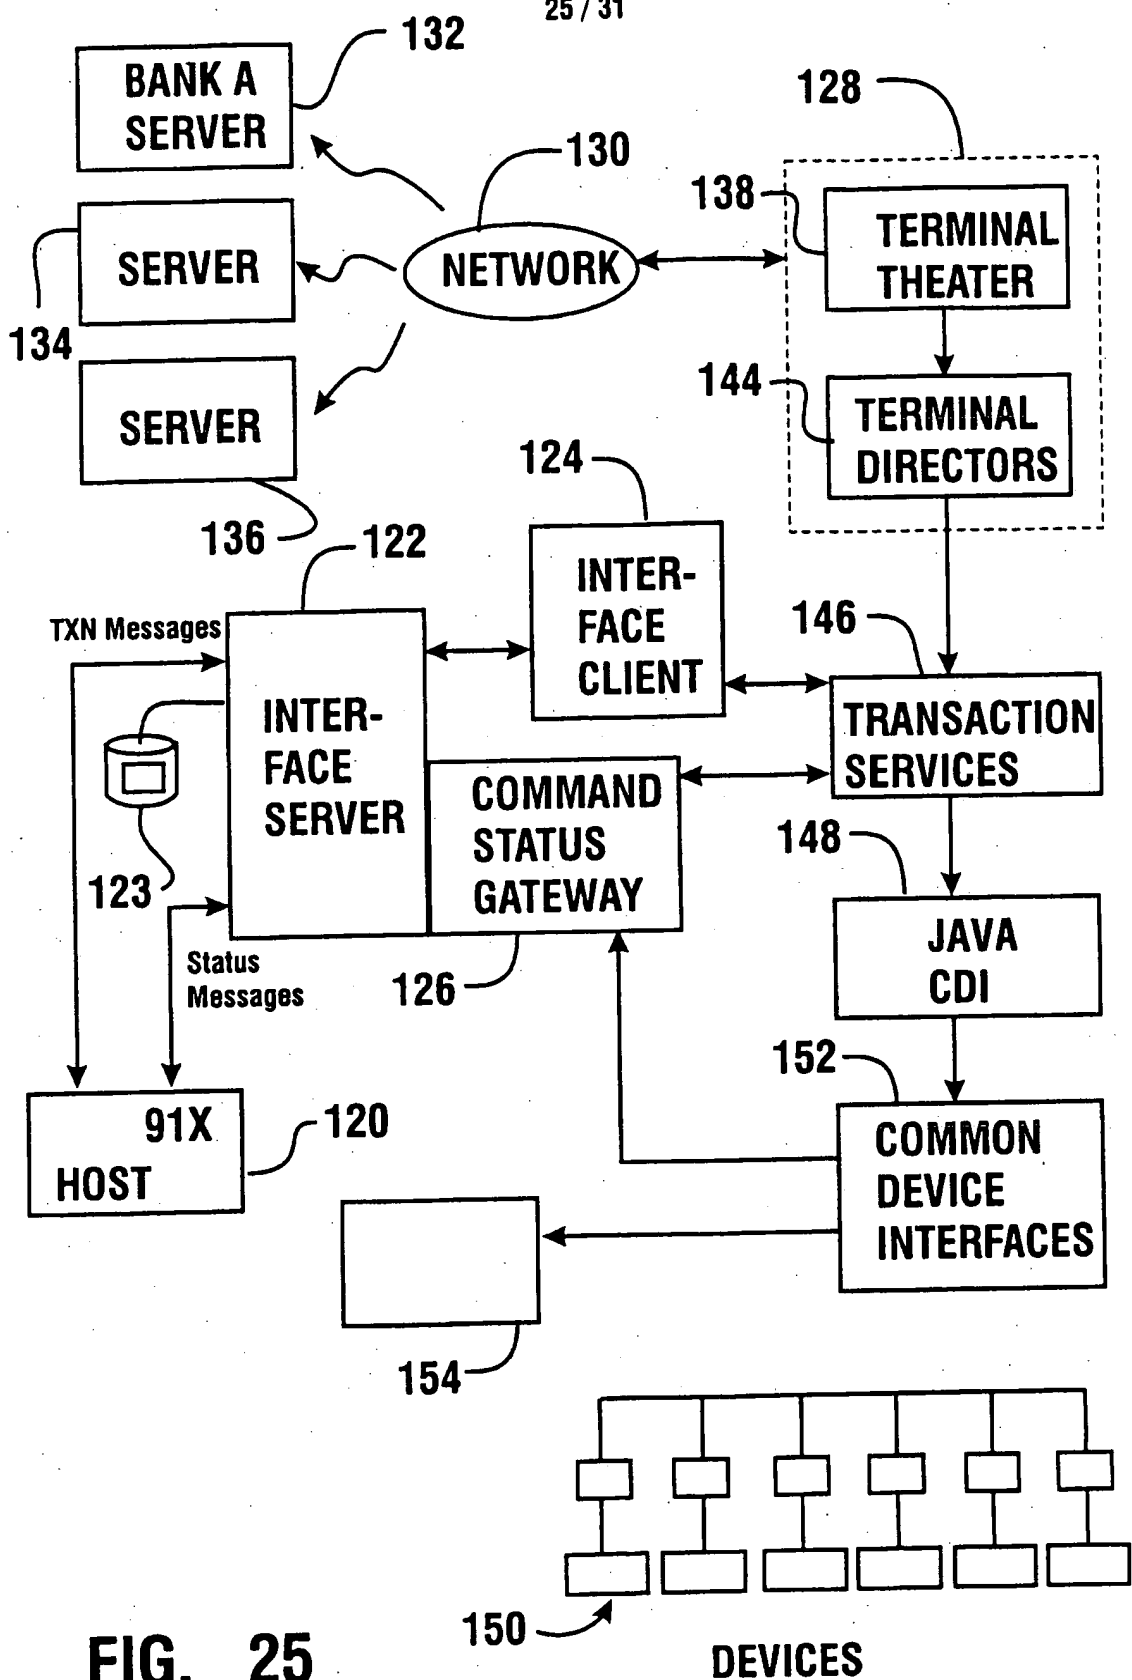 25 / 31
132
BANK A
SERVER
128
130
138
TERMINAL
THEATER
SERVER
NETWORK
134
144
TERMINAL
DIRECTORS
SERVER
124
136
122
INTER-
FACE
CLIENT
146
TXN Messages
TRANSACTION
SERVICES
INTER-
FACE
SERVER
COMMAND
STATUS
GATEWAY
148
123
JAVA
CDI
Status
Messages
126
152
91X
HOST
120
COMMON
DEVICE
INTERFACES
154
150
DEVICES
FIG. 25